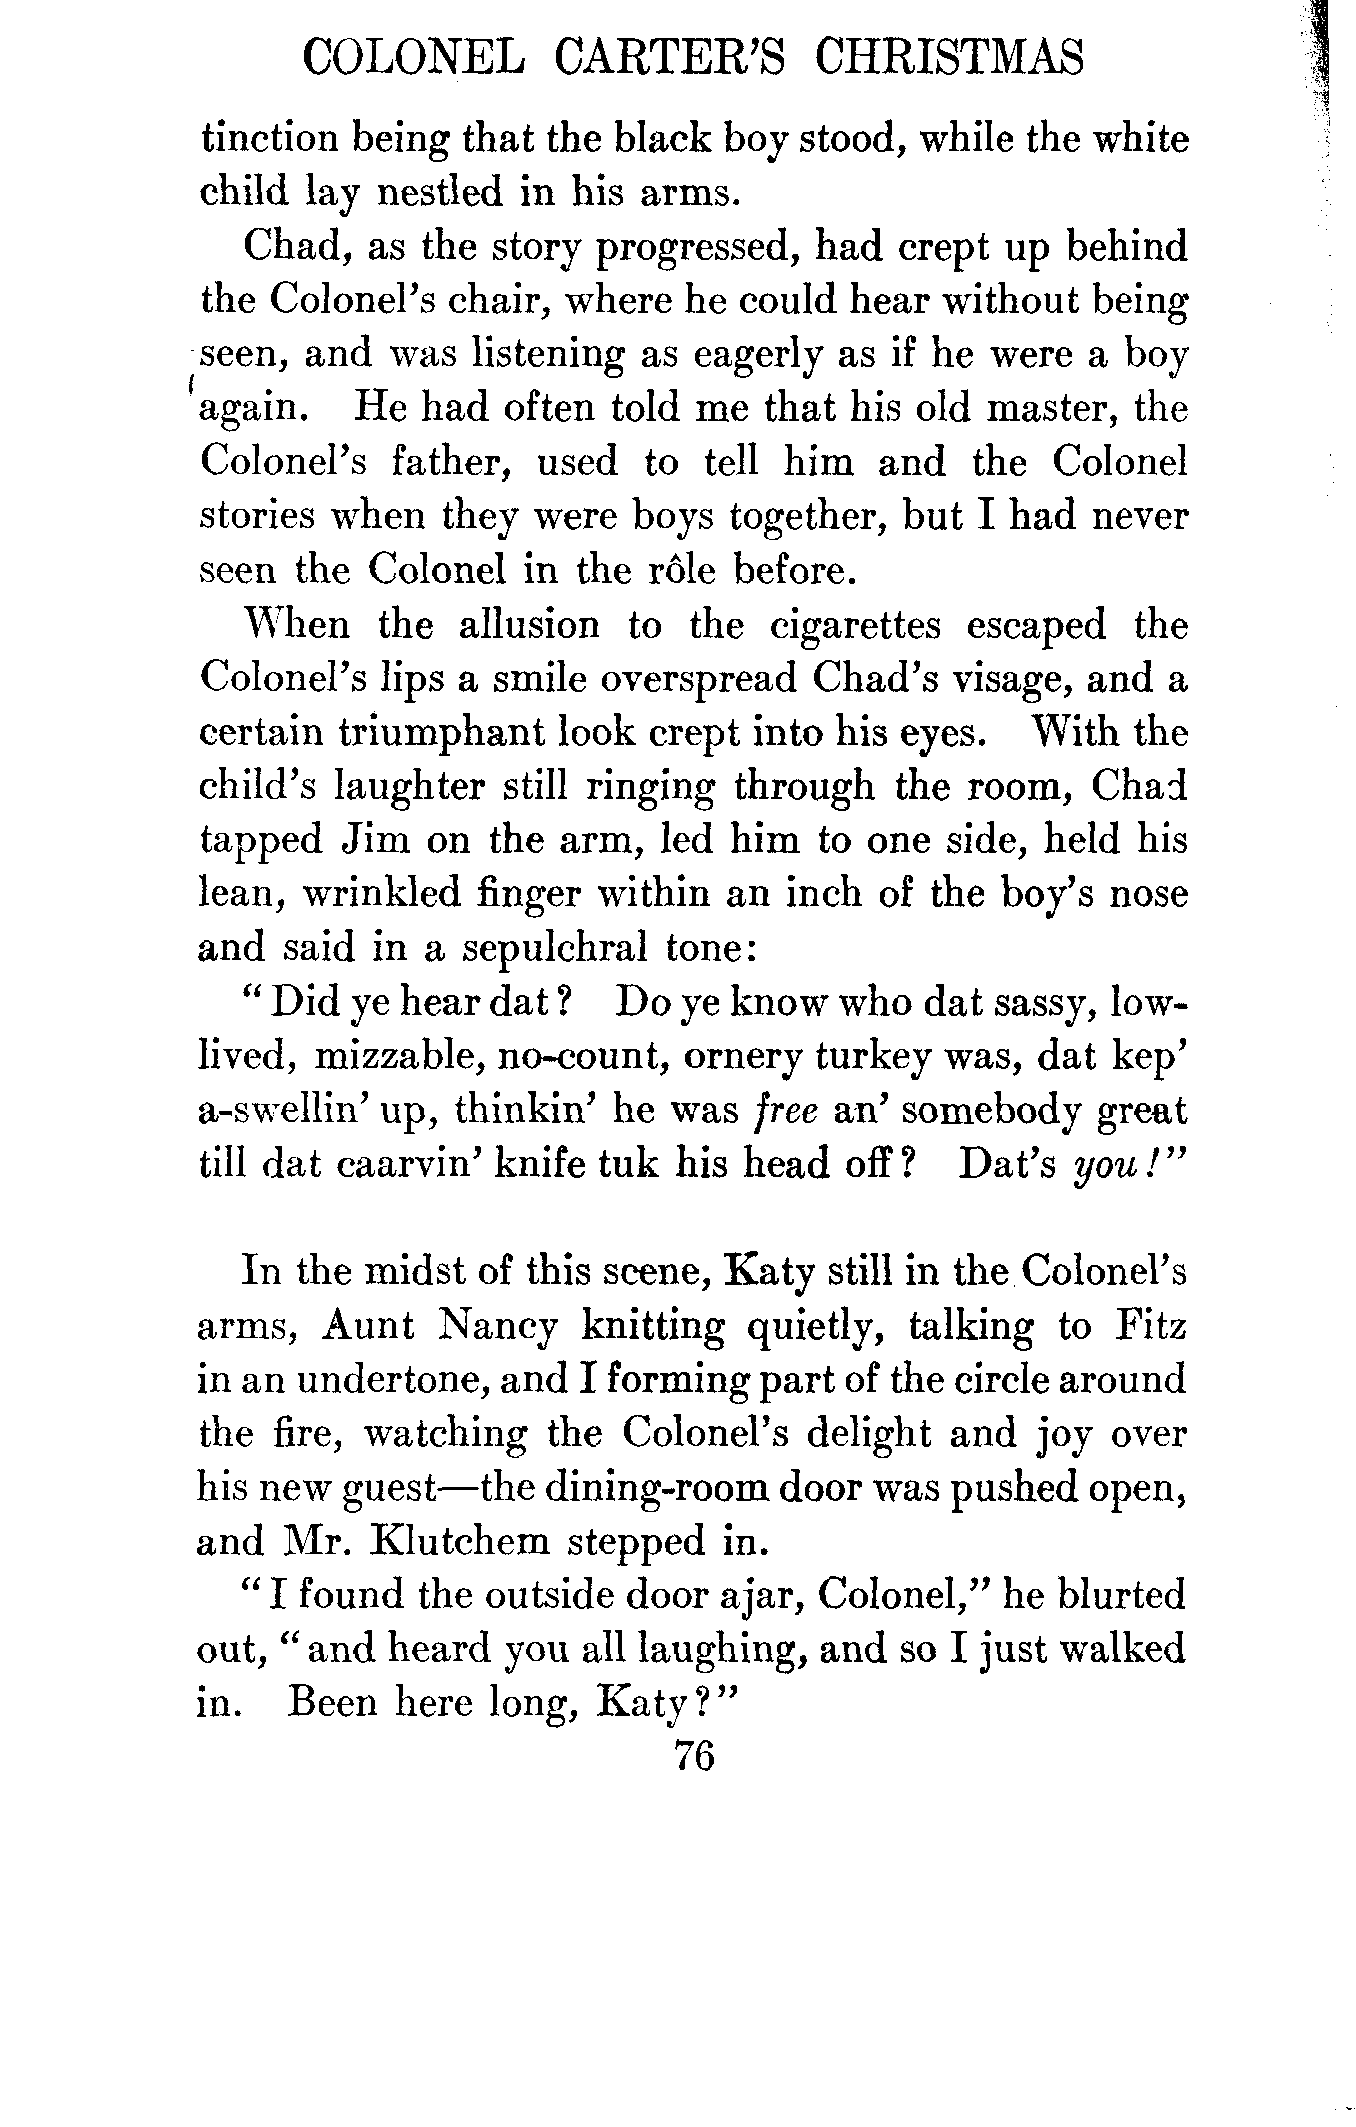 COLONEL CARTER'S CHRISTMAS
tinction being that the black boy stood, while the white
child lay nestled in his arms.
Chad, as the story progressed, had crept up behind
the Colonel's chair, where he could hear without being
seen, and was listening as eagerly as if he were a boy
again. He had often told me that his old master, the
Colonel's father, used to tell him and the Colonel
stories when they were boys together, but I had never
seen the Colonel in the rôle before.
When the allusion to the cigarettes escaped the
Colonel's lips a smile overspread Chad's visage, and a
certain triumphant look crept into his eyes. With the
child's laughter still ringing through the room, Chad
tapped Jim on the arm, led him to one side, held his
lean, wrinkled finger within an inch of the boy's nose
and said in a sepulchral tone:
"Did ye hear dat? Do ye know who dat sassy, low-
lived, mizzable, no-count, ornery turkey was, dat kep'
a-swellin' up, thinkin' he was free an' somebody great
till dat caarvin' knife tuk his head off? Dat's you!"
In the midst of this scene, Katy still in the Colonel's
arms, Aunt Nancy knitting quietly, talking to Fitz
in an undertone, and I forming part of the circle around
the fire, watching the Colonel's delight and joy over
his new guest—the dining-room door was pushed open,
and Mr. Klutchem stepped in.
"I found the outside door ajar, Colonel," he blurted
out, "and heard you all laughing, and so I just walked
in. Been here long, Katy?"
76